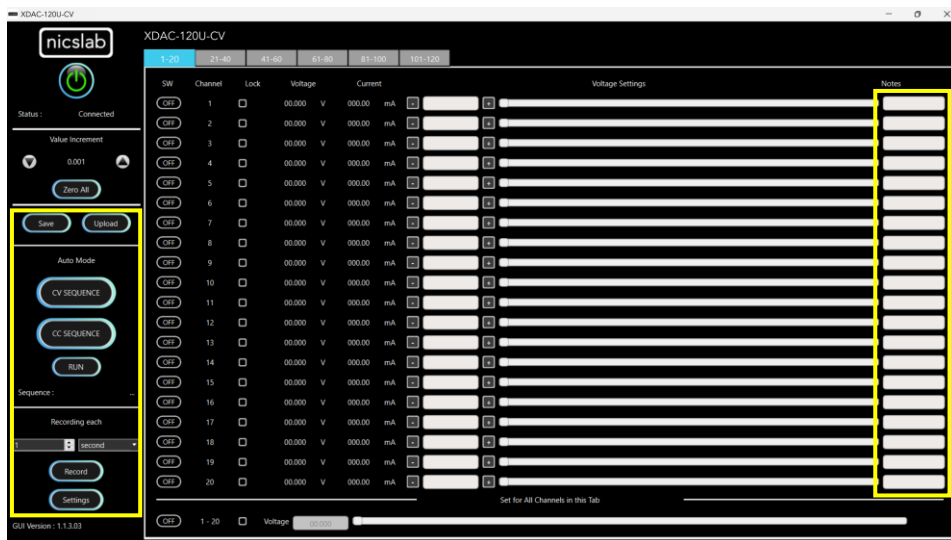 XDAC-120U-CV
nicslab
Status : Connected
Value Increment
0.001
Zero All
Save Upload
Auto Mode
CV SEQUENCE
CC SEQUENCE
RUN
Sequence : --
Recording each
1 second
Record
Settings
GUI Version : 1.1.3.03
XDAC-120U-CV
1-20 21-40 41-60 61-80 81-100 101-120
SW Channel Lock Voltage Current Voltage Settings Notes
OFF 1 00.000 V 000.00 mA - +
OFF 2 00.000 V 000.00 mA - +
OFF 3 00.000 V 000.00 mA - +
OFF 4 00.000 V 000.00 mA - +
OFF 5 00.000 V 000.00 mA - +
OFF 6 00.000 V 000.00 mA - +
OFF 7 00.000 V 000.00 mA - +
OFF 8 00.000 V 000.00 mA - +
OFF 9 00.000 V 000.00 mA - +
OFF 10 00.000 V 000.00 mA - +
OFF 11 00.000 V 000.00 mA - +
OFF 12 00.000 V 000.00 mA - +
OFF 13 00.000 V 000.00 mA - +
OFF 14 00.000 V 000.00 mA - +
OFF 15 00.000 V 000.00 mA - +
OFF 16 00.000 V 000.00 mA - +
OFF 17 00.000 V 000.00 mA - +
OFF 18 00.000 V 000.00 mA - +
OFF 19 00.000 V 000.00 mA - +
OFF 20 00.000 V 000.00 mA - +
Set for All Channels in this Tab
OFF 1 - 20 Voltage 00.000